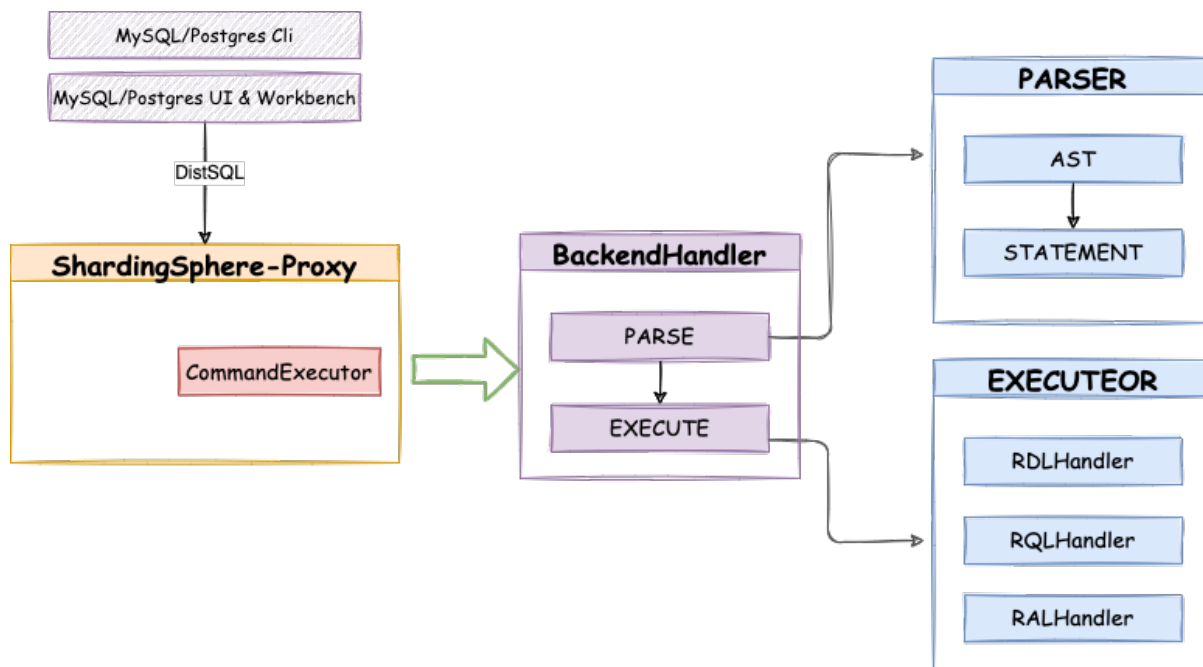 MySQL/Postgres Cli
MySQL/Postgres UI & Workbench
DistSQL
ShardingSphere-Proxy
CommandExecutor
BackendHandler
PARSE
EXECUTE
PARSER
AST
STATEMENT
EXECUTEOR
RDLHandler
RQLHandler
RALHandler